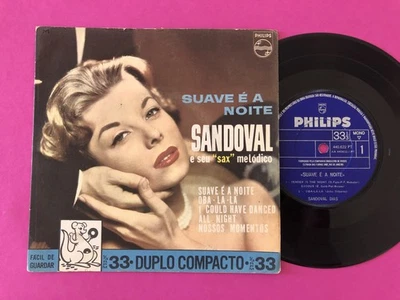 PHILIPS
SUAVE É A
NOITE
SANDOVAL
e seu "sax" melódico
SUAVE É A NOITE
OBA-LA-LA
I COULD HAVE DANCED
ALL NIGHT
NOSSOS MOMENTOS
FÁCIL DE
GUARDAR
33 · DUPLO COMPACTO · 33
PHILIPS
33
MONO
1
«SUAVE É A NOITE»
SANDOVAL DIAS